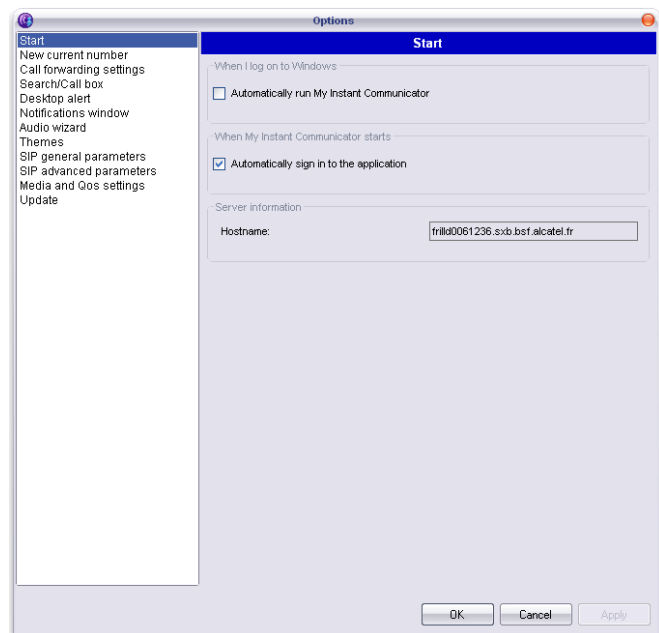 Options
Start
New current number
Call forwarding settings
Search/Call box
Desktop alert
Notifications window
Audio wizard
Themes
SIP general parameters
SIP advanced parameters
Media and Qos settings
Update
Start
When I log on to Windows
Automatically run My Instant Communicator
When My Instant Communicator starts
Automatically sign in to the application
Server information
Hostname: frilld0061236.sxb.bsf.alcatel.fr
OK Cancel Apply